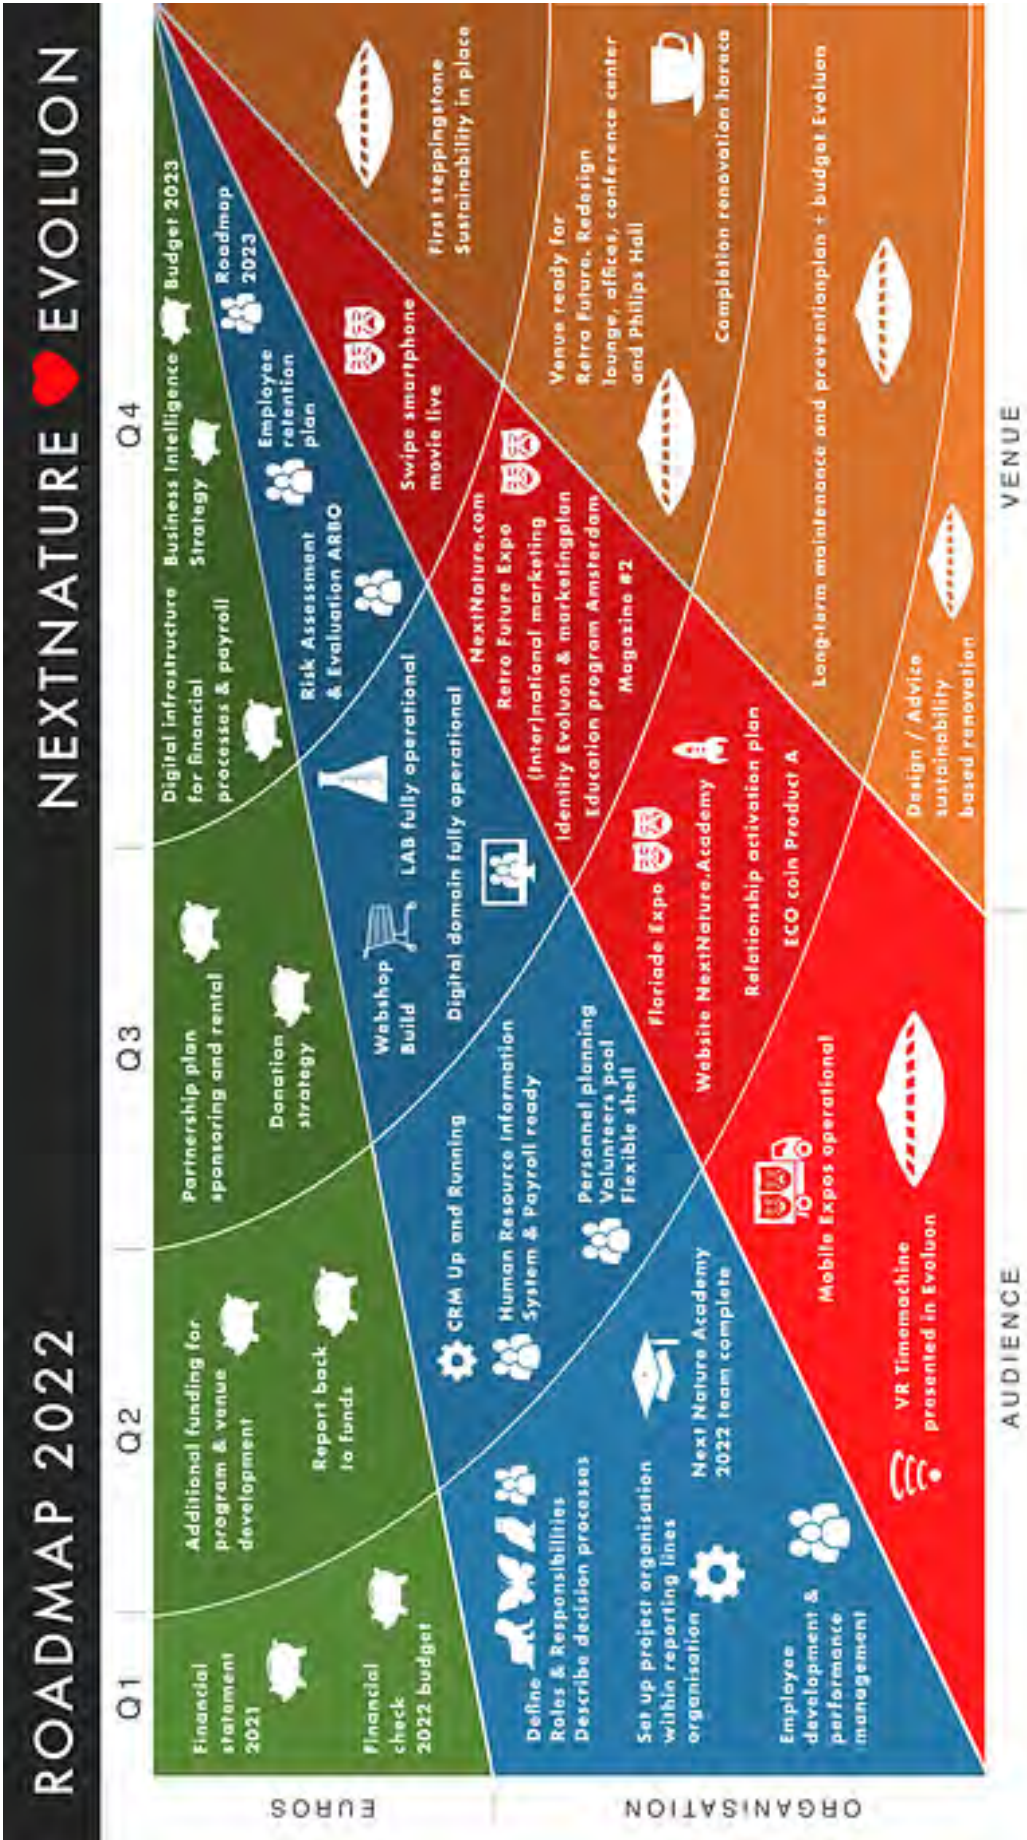 ROADMAP 2022
NEXTNATURE EVOLUON
Q1
Q2
Q3
Q4
EUROS
Financial
statement
2021
Financial
check
2022 budget
Additional funding for
program & venue
development
Report back
to funds
Partnership plan
sponsoring and rental
Donation
strategy
Digital infrastructure
for financial
processes & payroll
Business Intelligence
Strategy
Budget 2023
ORGANISATION
Define
Roles & Responsibilities
Describe decision processes
Set up project organisation
within reporting lines
organisation
Employee
development &
performance
management
Next Nature Academy
2022 team complete
CRM Up and Running
Human Resource Information
System & Payroll ready
Personnel planning
Volunteers pool
Flexible shell
Webshop
Build
LAB fully operational
Digital domain fully operational
Risk Assessment
& Evaluation ARBO
Employee
retention
plan
Roadmap
2023
AUDIENCE
VR Timemachine
presented in Evoluon
Mobile Expos operational
Floriade Expo
Website NextNature.Academy
Relationship activation plan
ECO coin Product A
NextNature.com
Retro Future Expo
(Inter)national marketing
Identity Evoluon & marketingplan
Education program Amsterdam
Magazine #2
Swipe smartphone
movie live
VENUE
Design / Advice
sustainability
based renovation
Long-term maintenance and preventionplan + budget Evoluon
Venue ready for
Retro Future. Redesign
lounge, offices, conference center
and Philips Hall
Completion renovation horeca
First steppingstone
Sustainability in place